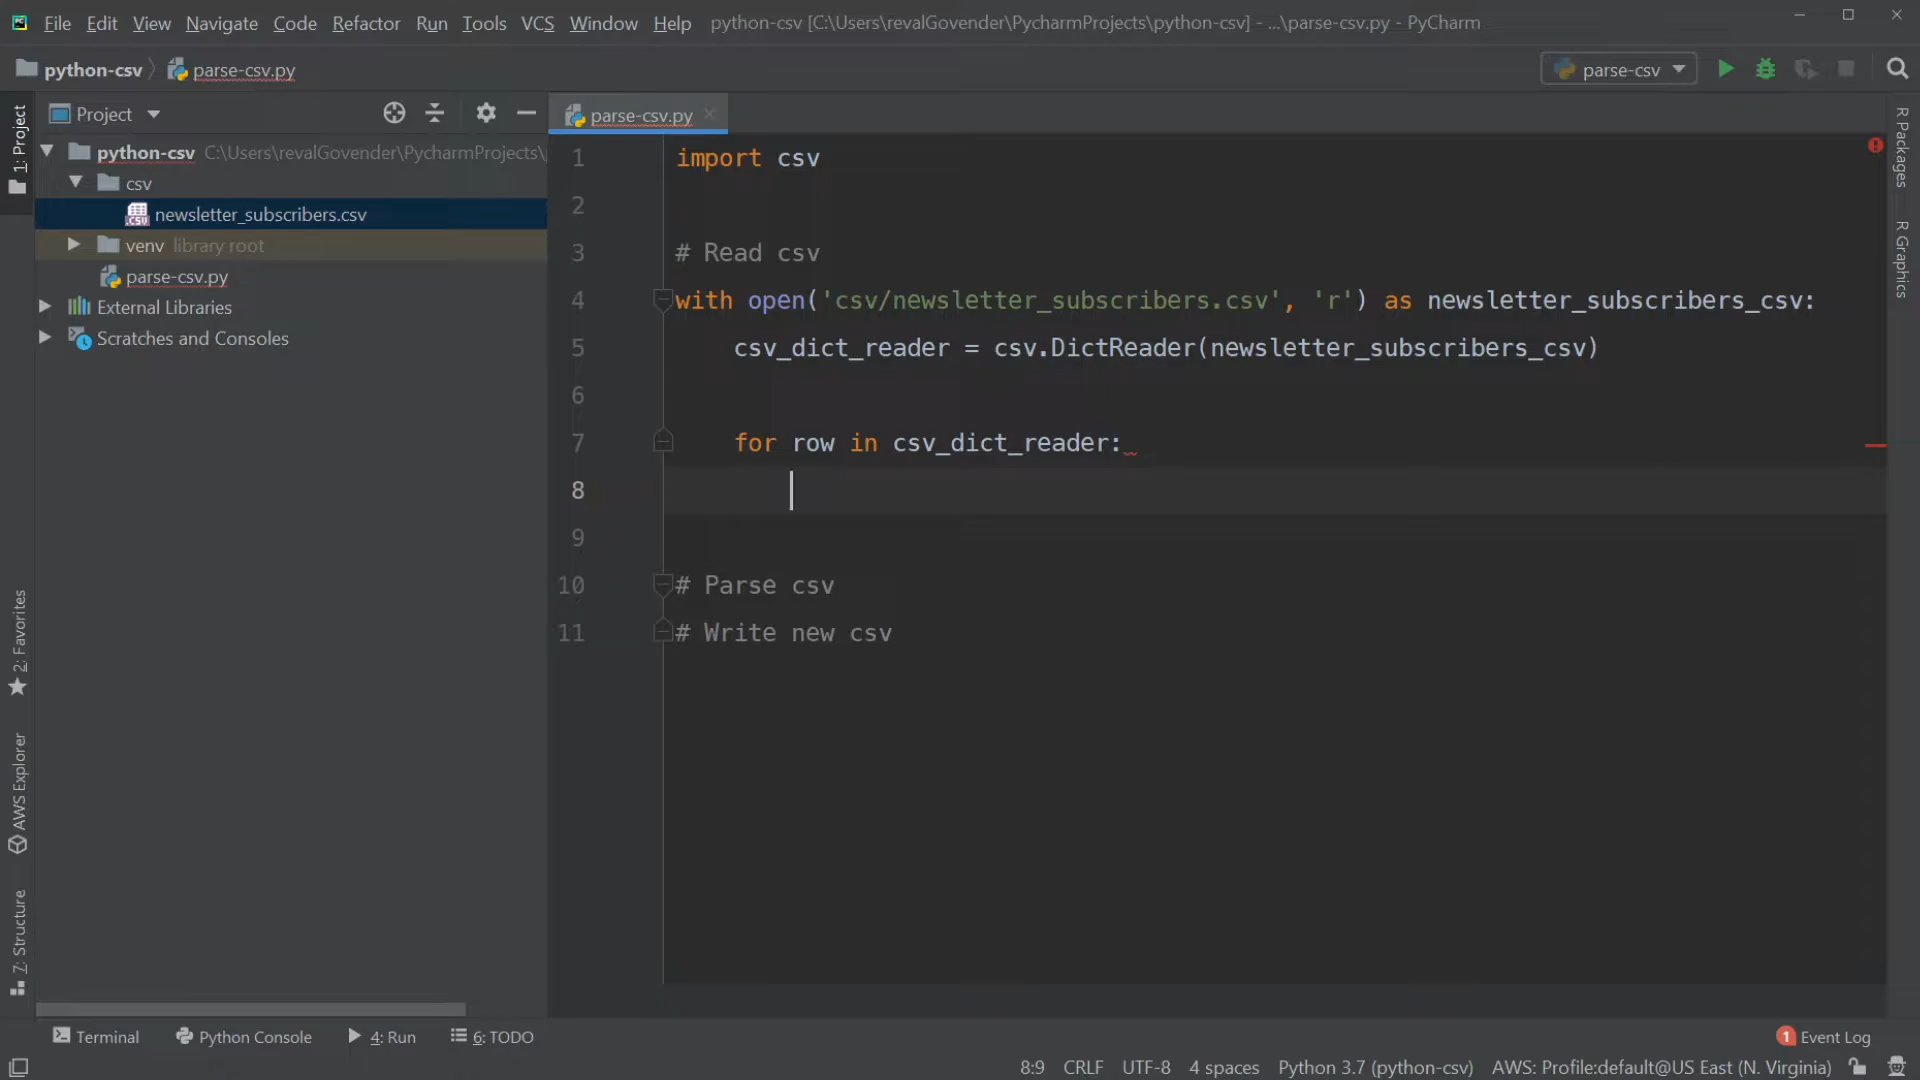 File Edit View Navigate Code Refactor Run Tools VCS Window Help python-csv [C:\Users\revalGovender\PycharmProjects\python-csv] - ...\parse-csv.py - PyCharm
python-csv parse-csv.py parse-csv
1: Project
Project
parse-csv.py
python-csv C:\Users\revalGovender\PycharmProjects\
csv
newsletter_subscribers.csv
venv library root
parse-csv.py
External Libraries
Scratches and Consoles
1 import csv
2
3 # Read csv
4 with open('csv/newsletter_subscribers.csv', 'r') as newsletter_subscribers_csv:
5 csv_dict_reader = csv.DictReader(newsletter_subscribers_csv)
6
7 for row in csv_dict_reader:
8
9
10 # Parse csv
11 # Write new csv
R Packages
R Graphics
2: Favorites
AWS Explorer
7: Structure
Terminal Python Console 4: Run 6: TODO 1 Event Log
8:9 CRLF UTF-8 4 spaces Python 3.7 (python-csv) AWS: Profile:default@US East (N. Virginia)